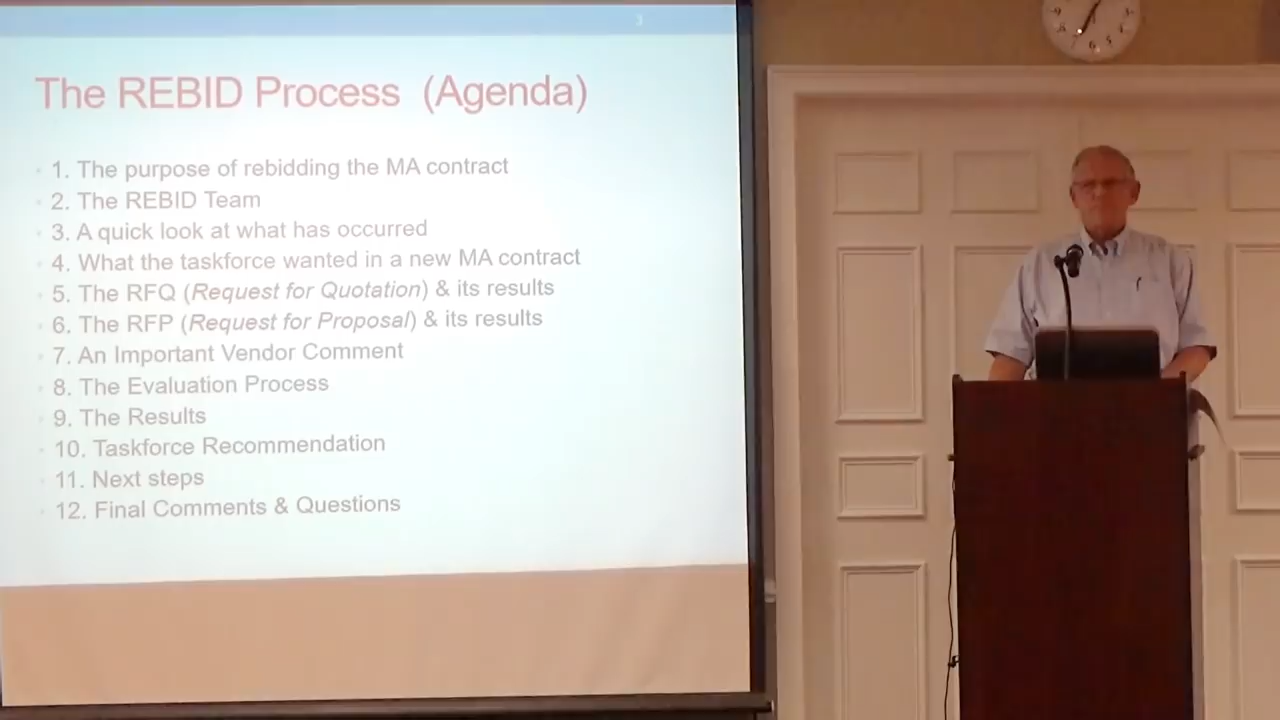 3
The REBID Process (Agenda)
1. The purpose of rebidding the MA contract
2. The REBID Team
3. A quick look at what has occurred
4. What the taskforce wanted in a new MA contract
5. The RFQ (Request for Quotation) & its results
6. The RFP (Request for Proposal) & its results
7. An Important Vendor Comment
8. The Evaluation Process
9. The Results
10. Taskforce Recommendation
11. Next steps
12. Final Comments & Questions